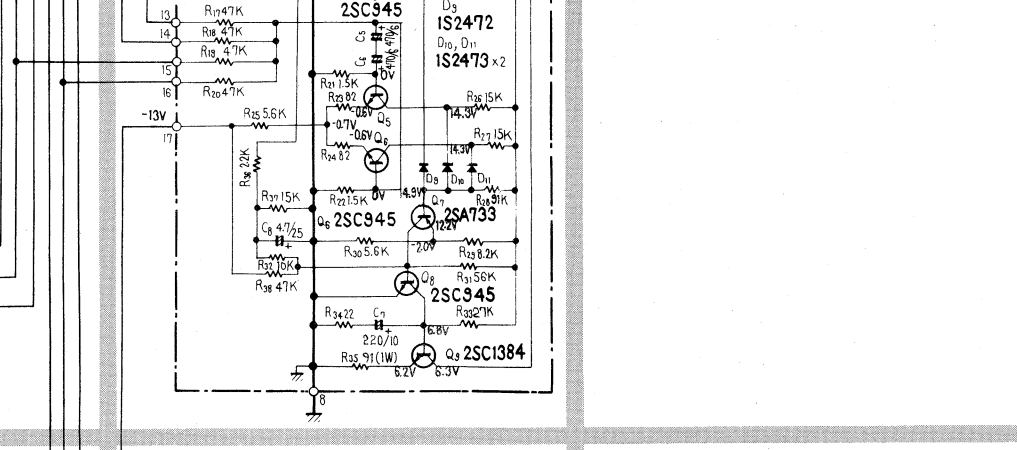 2SC945
D9
1S2472
D10, D11
1S2473 ×2
13
R17 47K
14
R18 47K
R19 47K
15
R20 47K
16
C5 470/6
C6 470/6
+
+
0V
R21 1.5K
R23 82
-0.6V
Q5
-13V
17
R25 5.6K
-0.7V
-0.6V Q6
R24 82
R26 15K
14.3V
R27 15K
14.3V
R36 22K
D9
D10
D11
R22 1.5K
0V
14.9V
Q7
R28 91K
R37 15K
Q6
2SC945
2SA733
12.2V
C8 4.7/25
+
R30 5.6K
-2.0V
R29 8.2K
R32 10K
R38 47K
R31 56K
Q8
2SC945
R34 22
C7
+
220/10
6.8V
R33 27K
R35 91(1W)
6.2V
6.3V
Q9 2SC1384
8